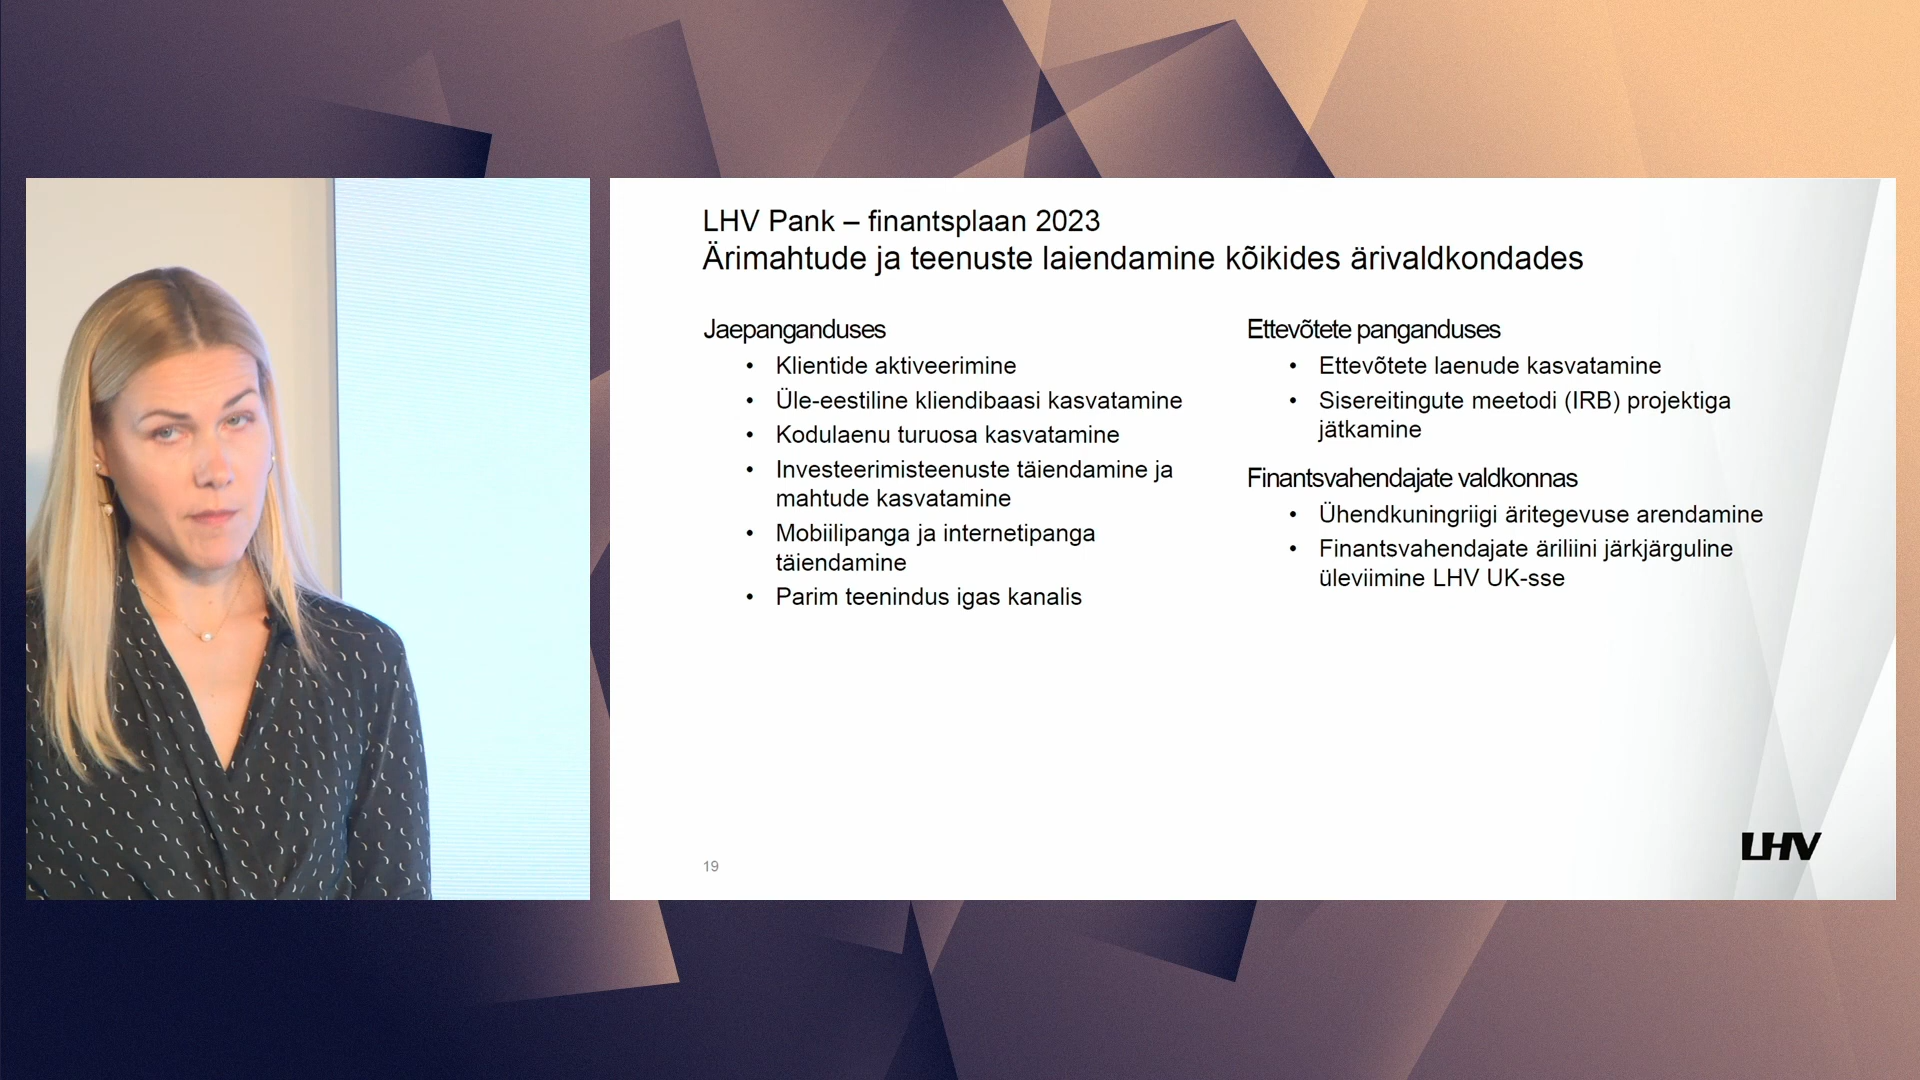 LHV Pank – finantsplaan 2023
Ärimahtude ja teenuste laiendamine kõikides ärivaldkondades
Jaepanganduses
• Klientide aktiveerimine
• Üle-eestiline kliendibaasi kasvatamine
• Kodulaenu turuosa kasvatamine
• Investeerimisteenuste täiendamine ja
mahtude kasvatamine
• Mobiilipanga ja internetipanga
täiendamine
• Parim teenindus igas kanalis
Ettevõtete panganduses
• Ettevõtete laenude kasvatamine
• Sisereitingute meetodi (IRB) projektiga
jätkamine
Finantsvahendajate valdkonnas
• Ühendkuningriigi äritegevuse arendamine
• Finantsvahendajate äriliini järkjärguline
üleviimine LHV UK-sse
19
LHV